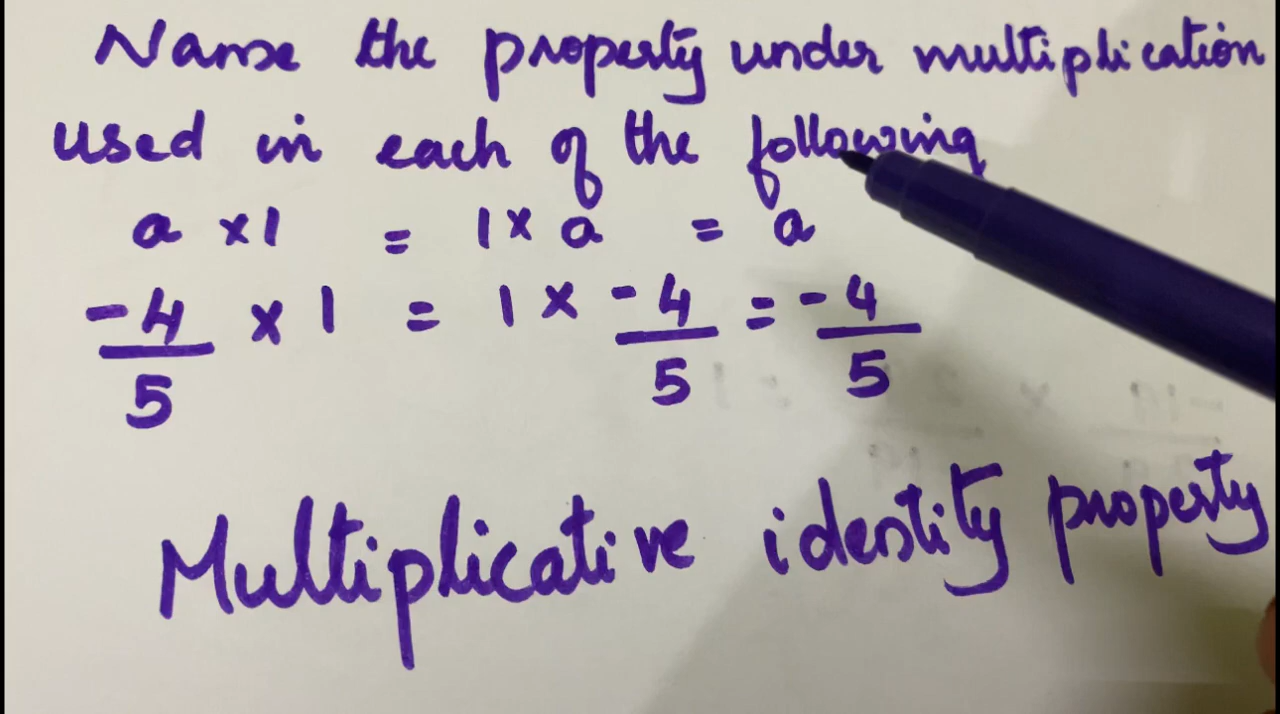 Name the property under multiplication
used in each of the following
a × 1 = 1 × a = a
-4/5 × 1 = 1 × -4/5 = -4/5
Multiplicative identity property